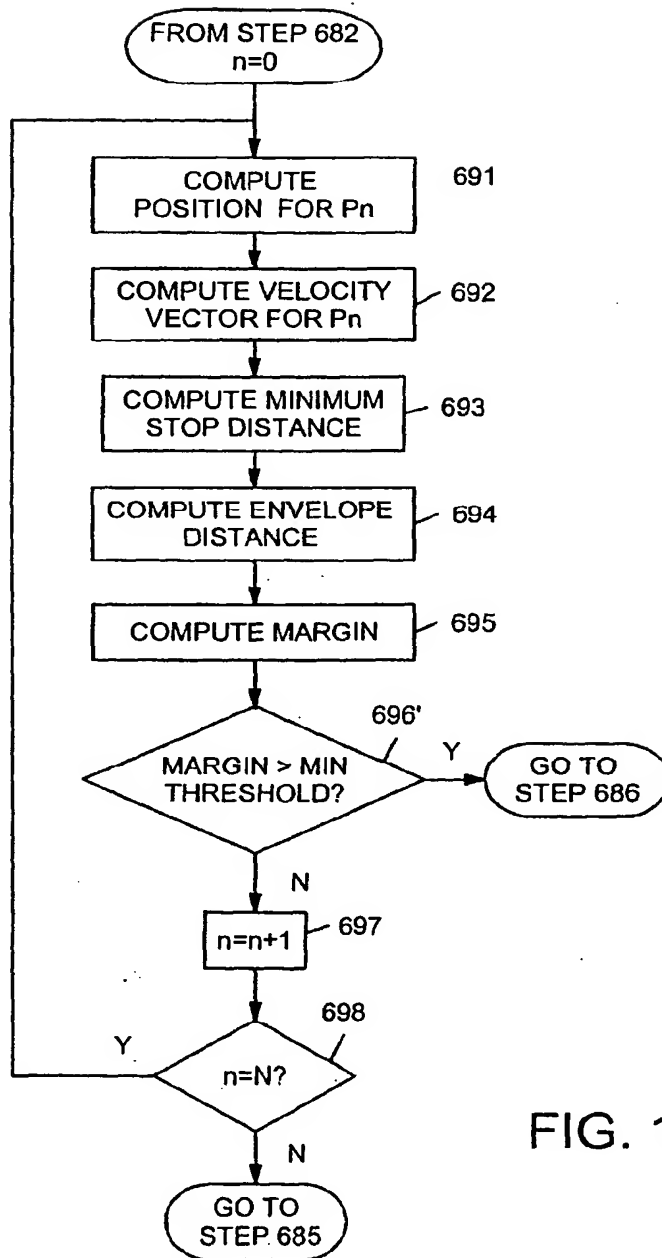 FROM STEP 682
n=0
COMPUTE
POSITION FOR Pn
691
COMPUTE VELOCITY
VECTOR FOR Pn
692
COMPUTE MINIMUM
STOP DISTANCE
693
COMPUTE ENVELOPE
DISTANCE
694
COMPUTE MARGIN
695
696'
MARGIN > MIN
THRESHOLD?
Y
GO TO
STEP 686
N
n=n+1
697
698
Y
n=N?
N
FIG. 1
GO TO
STEP 685